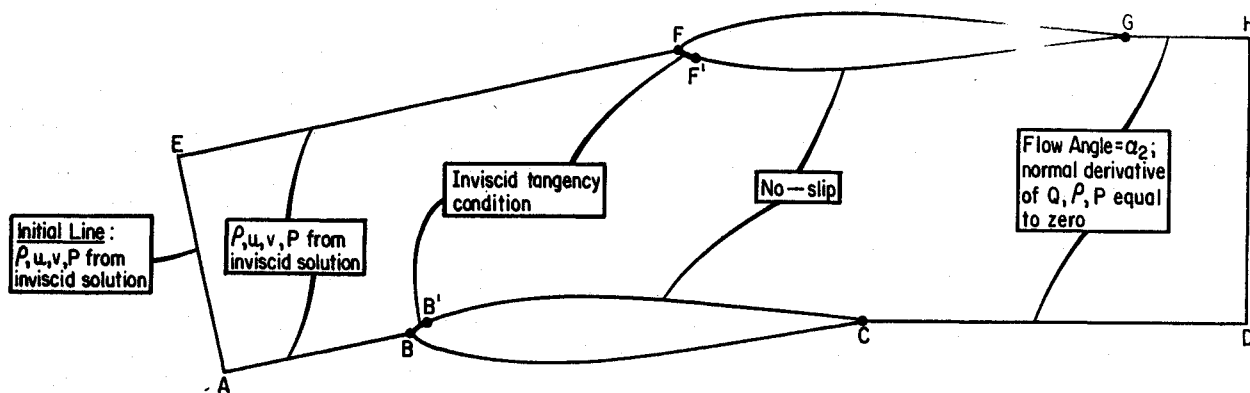 G
H
F
F'
E
Flow Angle=α₂;
normal derivative
of Q, ρ, P equal
to zero
Inviscid tangency
condition
No-slip
Initial Line:
ρ,u,v,P from
inviscid solution
ρ,u,v,P from
inviscid solution
B'
B
C
D
A